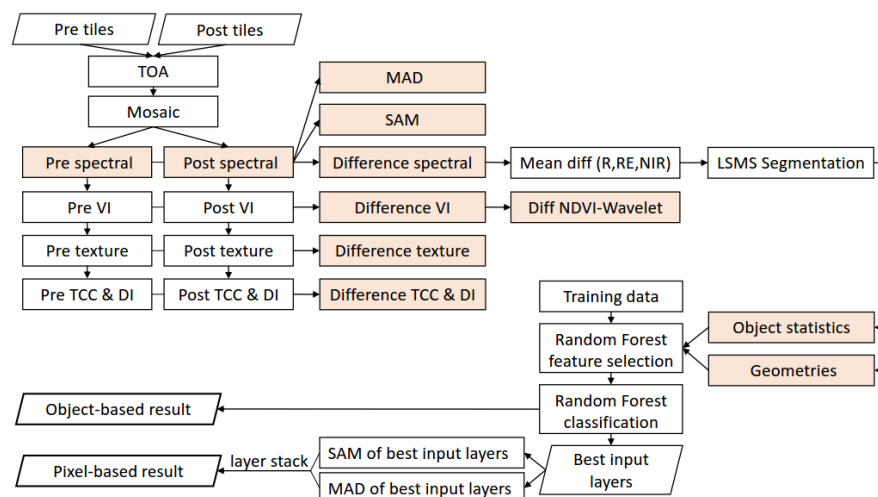 Pre tiles
Post tiles
TOA
MAD
Mosaic
SAM
Pre spectral
Post spectral
Difference spectral
Mean diff (R,RE,NIR)
LSMS Segmentation
Pre VI
Post VI
Difference VI
Diff NDVI-Wavelet
Pre texture
Post texture
Difference texture
Pre TCC & DI
Post TCC & DI
Difference TCC & DI
Training data
Random Forest
feature selection
Object statistics
Geometries
Object-based result
Random Forest
classification
Pixel-based result
layer stack
SAM of best input layers
MAD of best input layers
Best input
layers